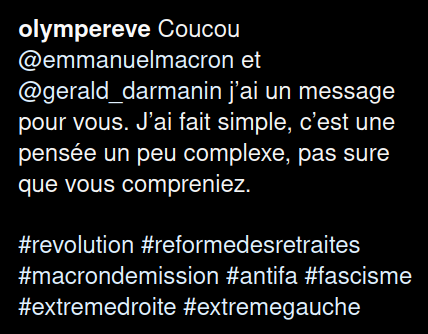 olympereve Coucou
@emmanuelmacron et
@gerald_darmanin j’ai un message
pour vous. J’ai fait simple, c’est une
pensée un peu complexe, pas sure
que vous compreniez.
#revolution #reformedesretraites
#macrondemission #antifa #fascisme
#extremedroite #extremegauche